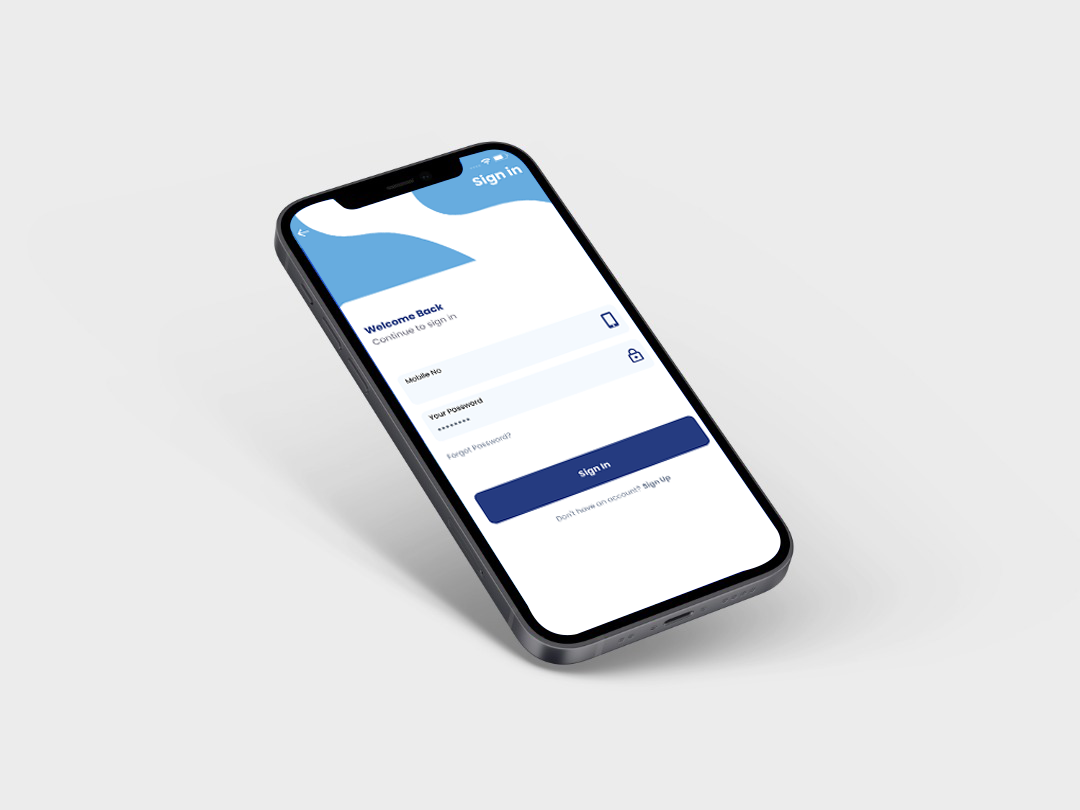 Sign in
Welcome Back
Continue to sign in
Mobile No
Your Password
********
Forgot Password?
Sign In
Don't have an account? Sign Up